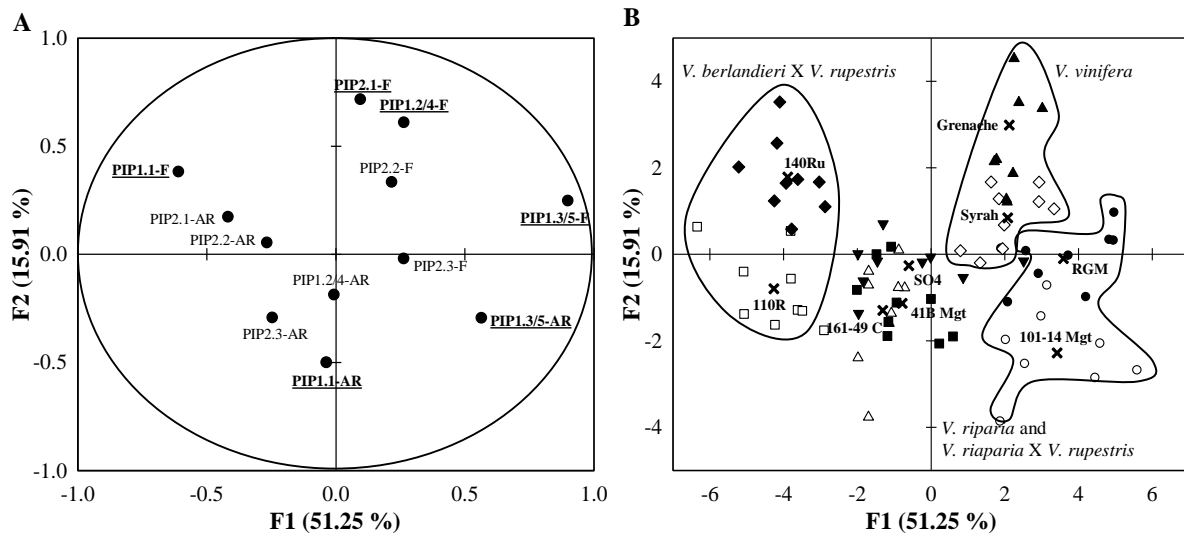 A
1.0
0.5
0.0
-0.5
-1.0
F2 (15.91 %)
PIP2.1-F
PIP1.2/4-F
PIP1.1-F
PIP2.2-F
PIP1.3/5-F
PIP2.1-AR
PIP2.2-AR
PIP2.3-F
PIP1.2/4-AR
PIP2.3-AR
PIP1.3/5-AR
PIP1.1-AR
-1.0 -0.5 0.0 0.5 1.0
F1 (51.25 %)
B
4
2
0
-2
-4
F2 (15.91 %)
V. berlandieri X V. rupestris
V. vinifera
Grenache
140Ru
Syrah
SO4
RGM
110R
41B Mgt
161-49 C
101-14 Mgt
V. riparia and
V. riaparia X V. rupestris
-6 -4 -2 0 2 4 6
F1 (51.25 %)